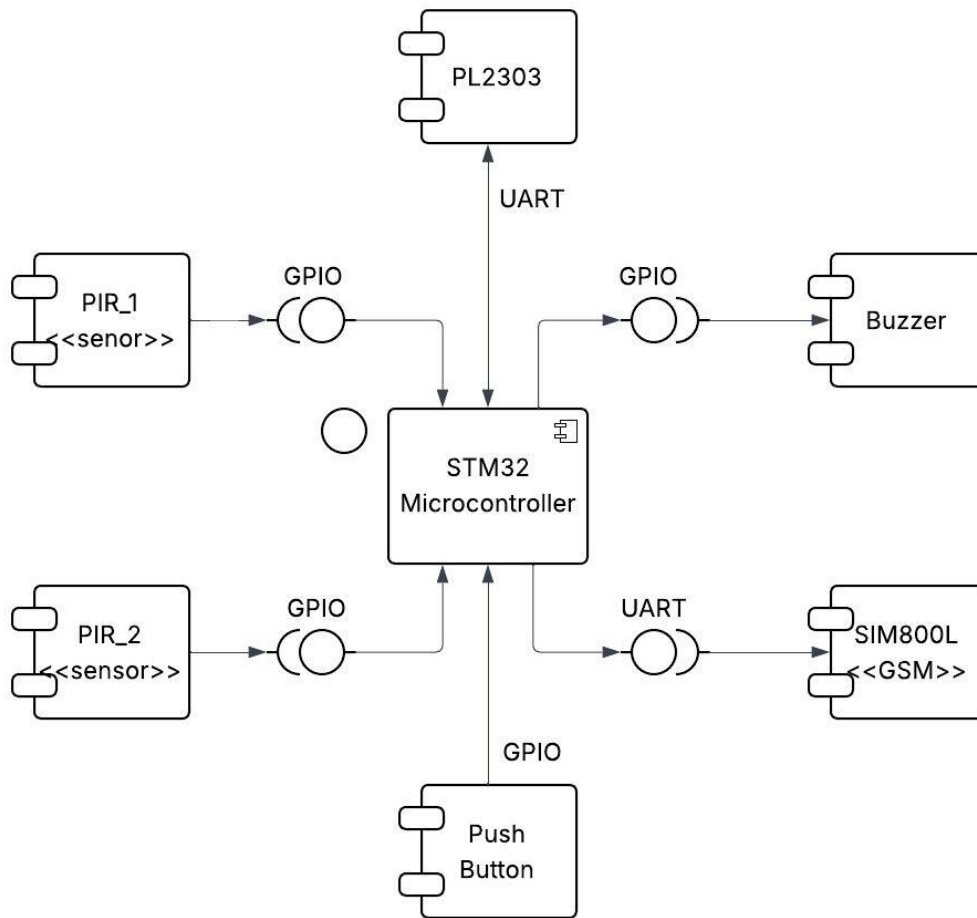 PL2303
UART
GPIO
GPIO
PIR_1
<<senor>>
Buzzer
STM32
Microcontroller
GPIO
UART
PIR_2
<<sensor>>
SIM800L
<<GSM>>
GPIO
Push
Button